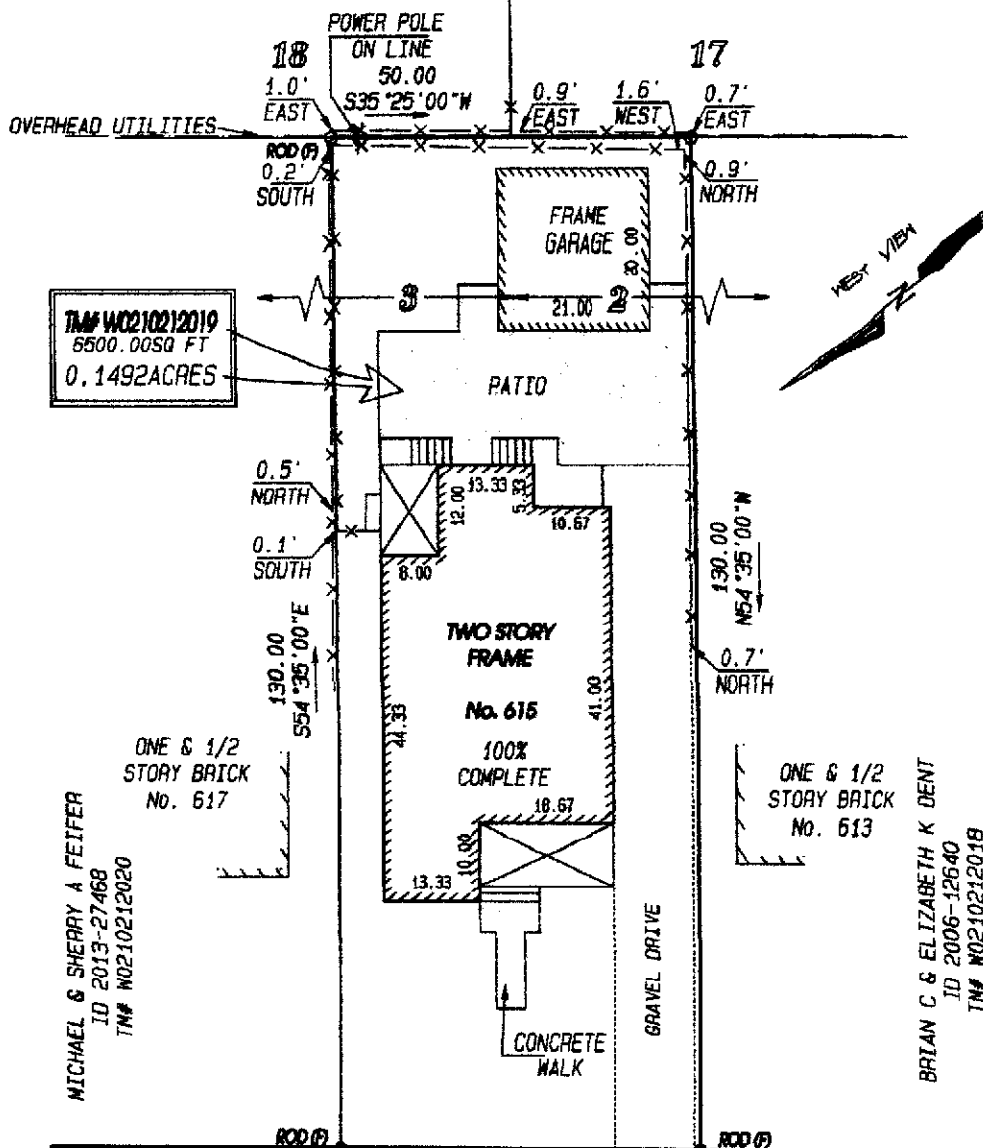 POWER POLE
ON LINE
50.00
S35°25'00"W
18
1.0'
EAST
17
0.9'
EAST
1.6'
WEST
0.7'
EAST
OVERHEAD UTILITIES
ROD (F)
0.2'
SOUTH
0.9'
NORTH
FRAME
GARAGE
20.00
21.00
WEST VIEW
N
3
2
TM# W0210212019
6500.00SQ FT
0.1492ACRES
PATIO
0.5'
NORTH
0.1'
SOUTH
13.33
12.00
5.33
10.67
8.00
130.00
S54°35'00"E
130.00
N54°35'00"W
0.7'
NORTH
TWO STORY
FRAME
No. 615
100%
COMPLETE
44.33
41.00
18.67
10.00
13.33
ONE & 1/2
STORY BRICK
No. 617
ONE & 1/2
STORY BRICK
No. 613
MICHAEL & SHERRY A FEIFER
ID 2013-27468
TM# W0210212020
BRIAN C & ELIZABETH K DENT
ID 2006-12640
TM# W0210212018
GRAVEL DRIVE
CONCRETE
WALK
ROD (F)
ROD (F)